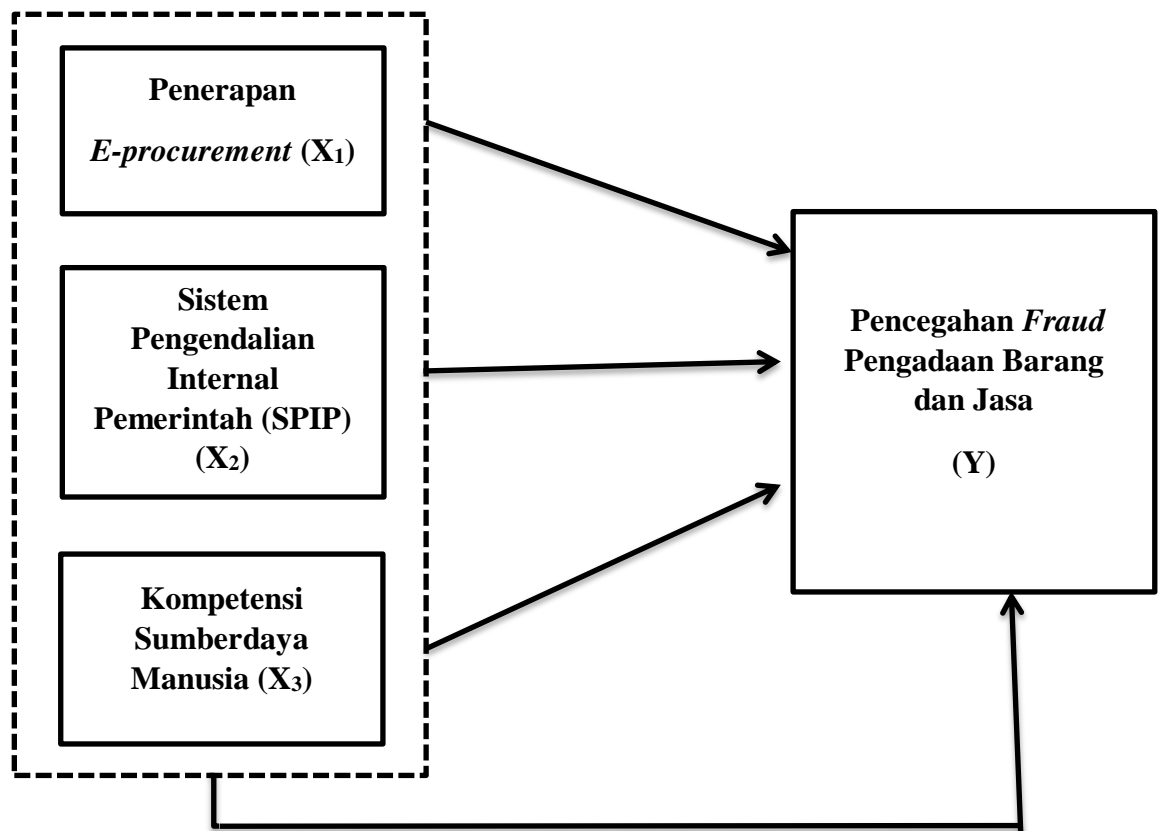 Penerapan
E-procurement (X₁)
Sistem
Pengendalian
Internal
Pemerintah (SPIP)
(X₂)
Kompetensi
Sumberdaya
Manusia (X₃)
Pencegahan Fraud
Pengadaan Barang
dan Jasa
(Y)